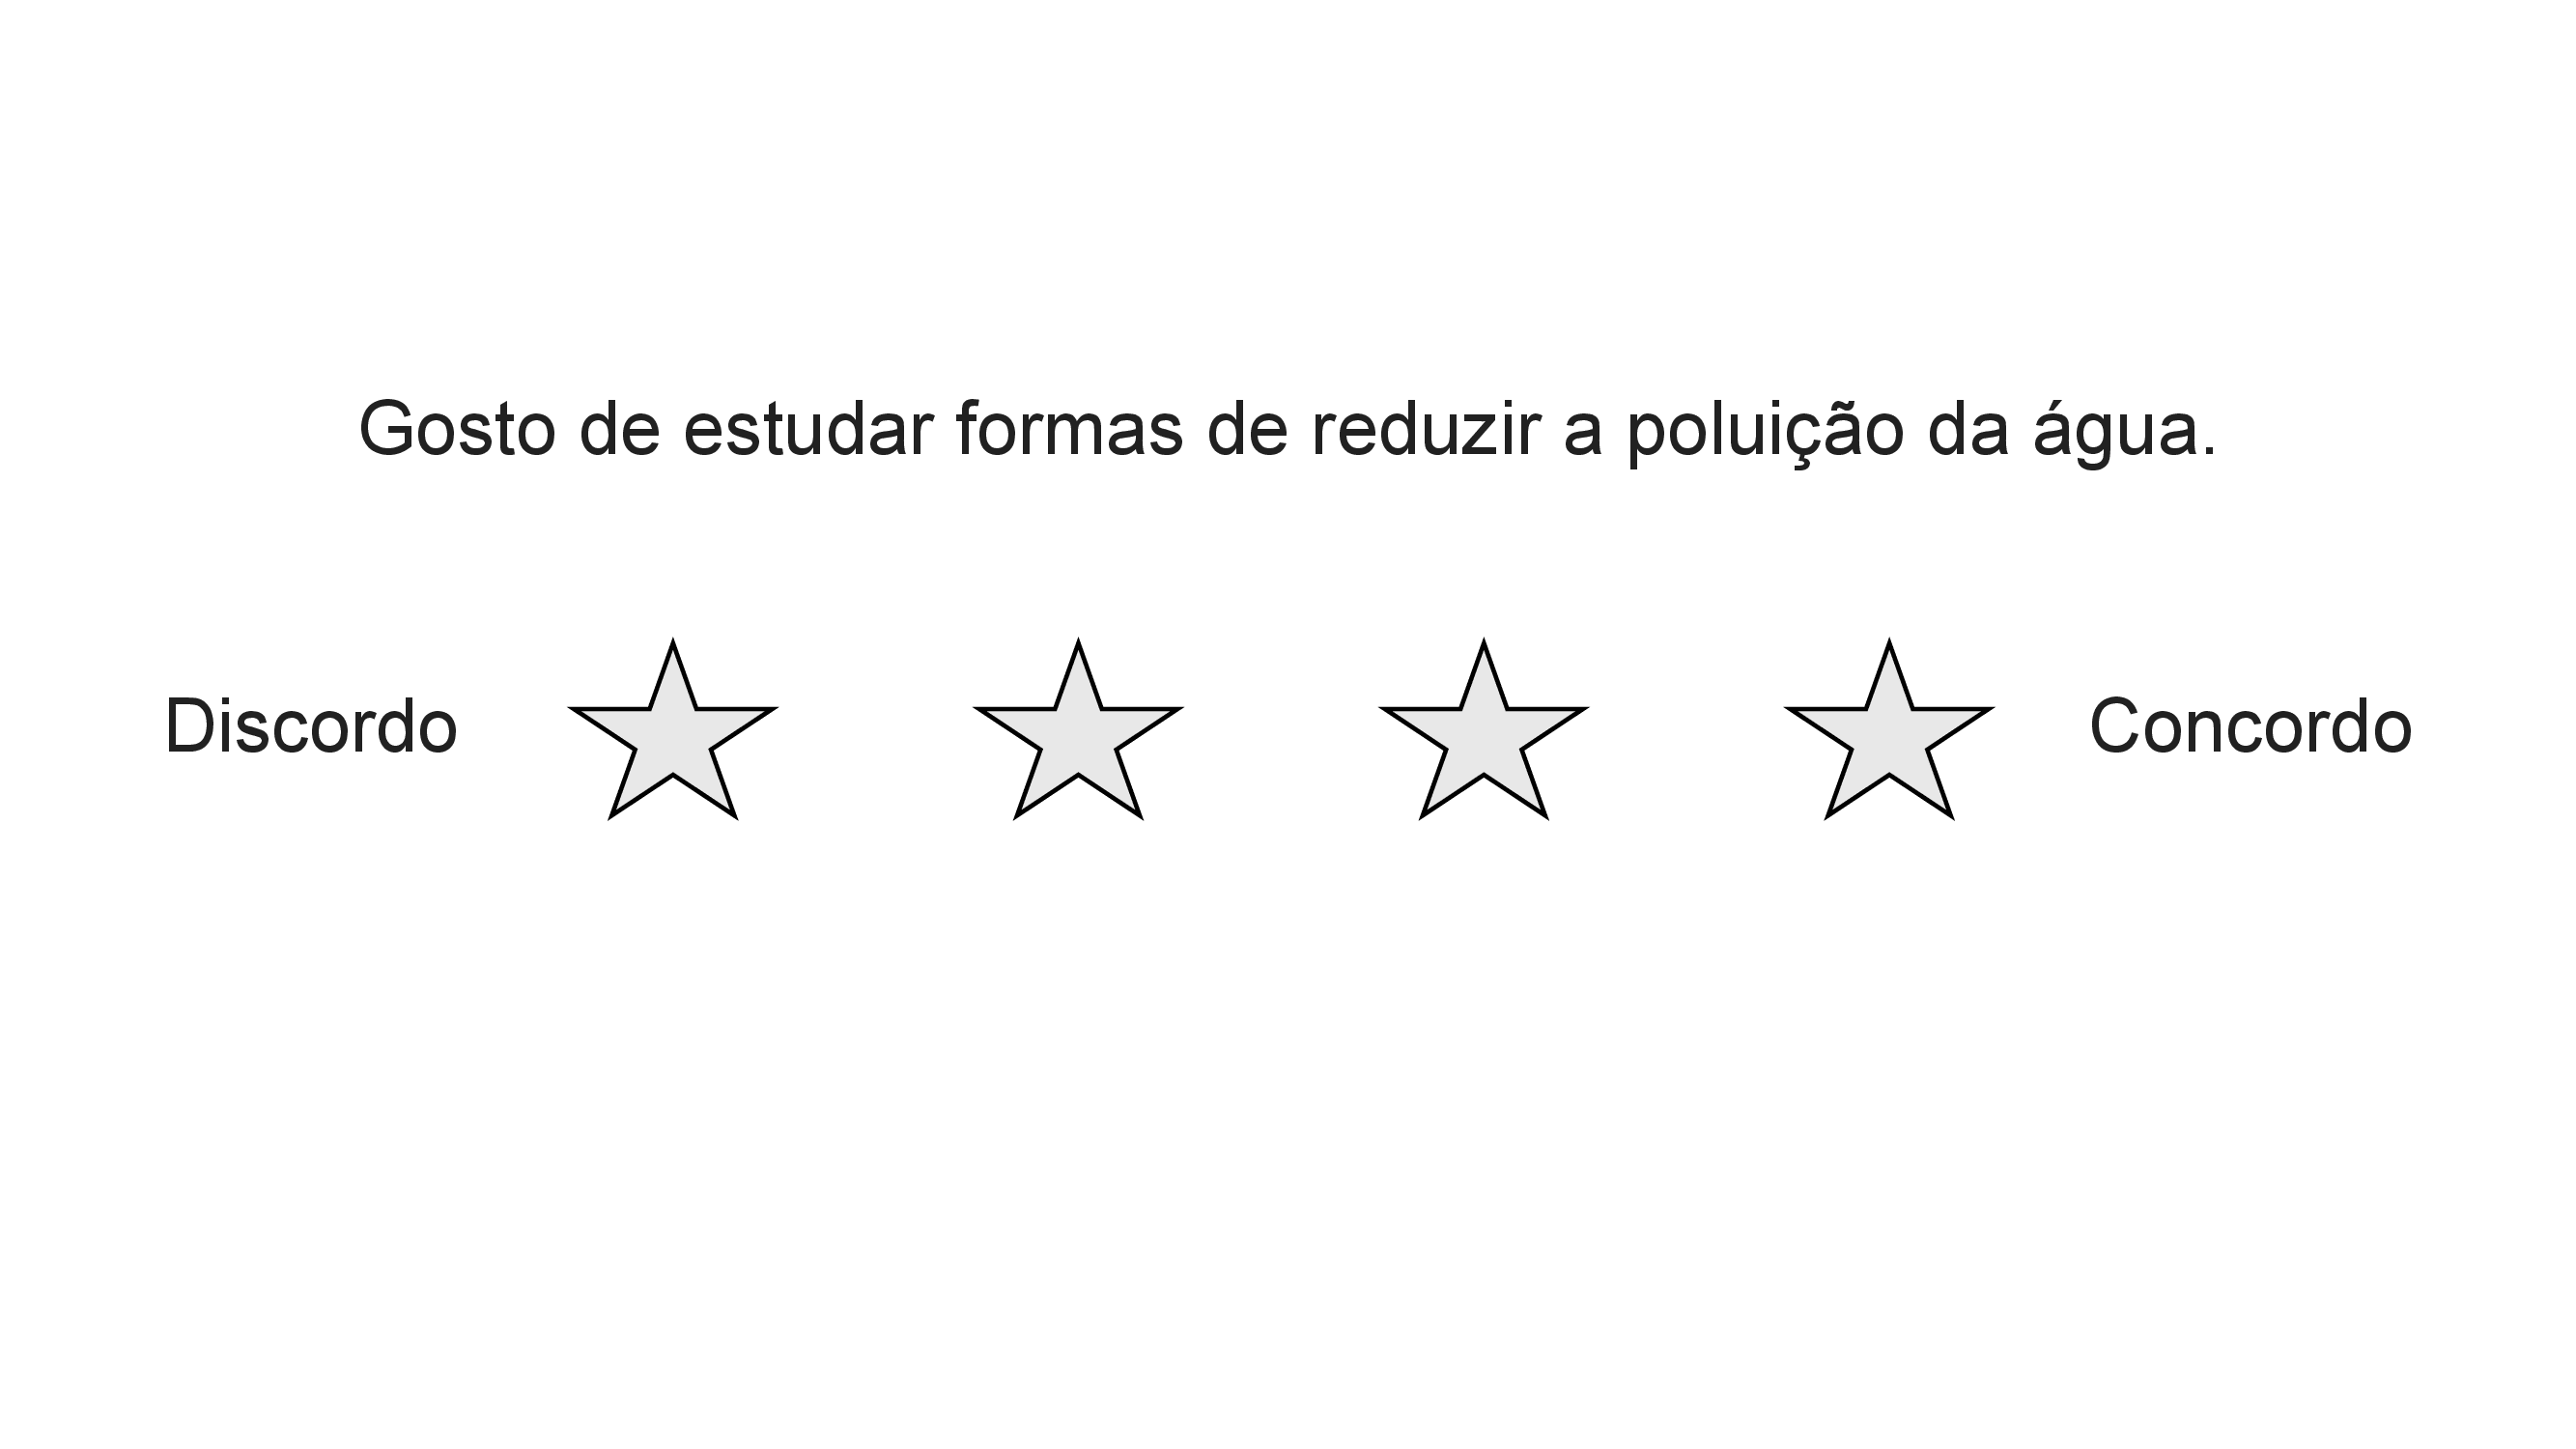 Gosto de estudar formas de reduzir a poluição da água.
Discordo Concordo